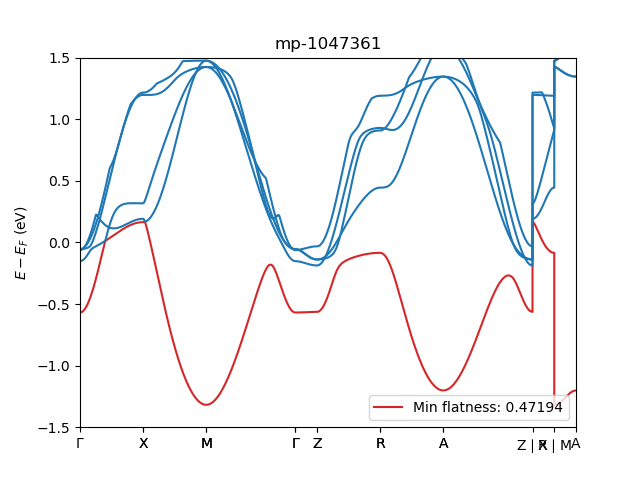 mp-1047361
E − E_F (eV)
1.5
1.0
0.5
0.0
−0.5
−1.0
−1.5
Min flatness: 0.47194
Γ X M Γ Z R A Z | X R | M A